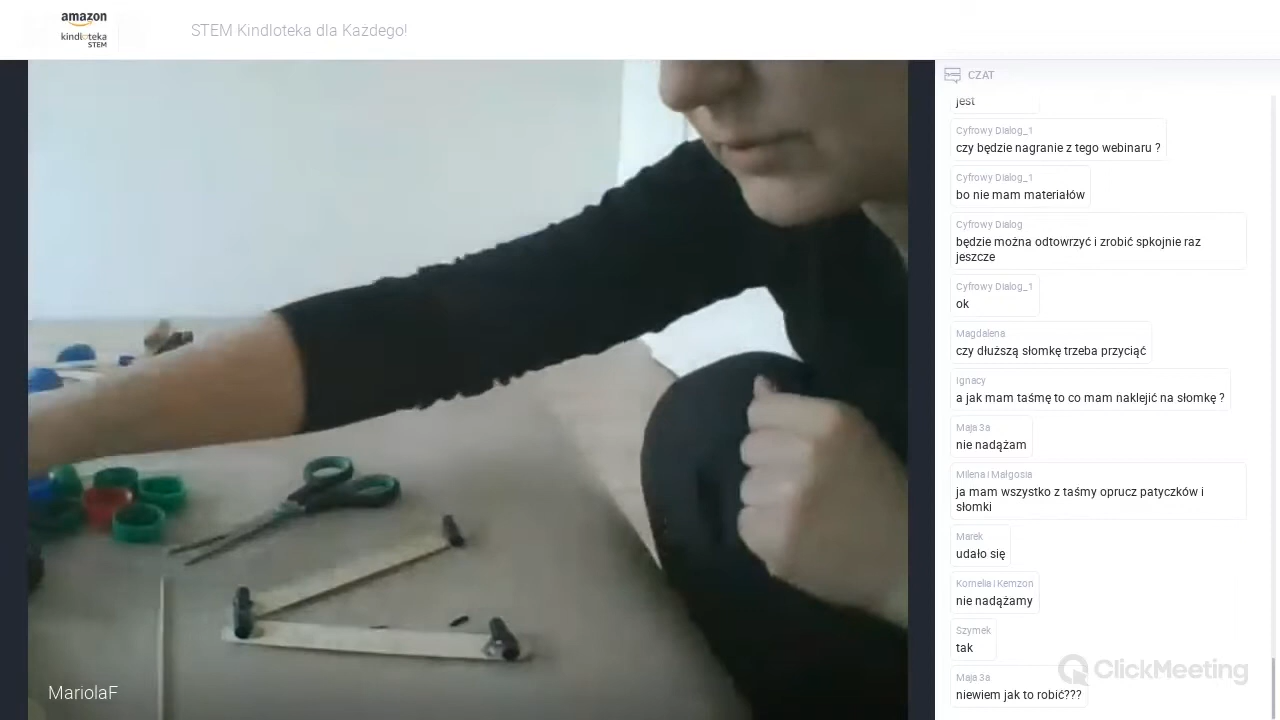 amazon
kindloteka
STEM
STEM Kindloteka dla Każdego!
CZAT
jest
Cyfrowy Dialog_1
czy będzie nagranie z tego webinaru ?
Cyfrowy Dialog_1
bo nie mam materiałów
Cyfrowy Dialog
będzie można odtowrzyć i zrobić spkojnie raz
jeszcze
Cyfrowy Dialog_1
ok
Magdalena
czy dłuższą słomkę trzeba przyciąć
Ignacy
a jak mam taśmę to co mam naklejić na słomkę ?
Maja 3a
nie nadążam
Milena i Małgosia
ja mam wszystko z taśmy oprucz patyczków i
słomki
Marek
udało się
Kornelia i Kemzon
nie nadążamy
Szymek
tak
Maja 3a
niewiem jak to robić???
ClickMeeting
MariolaF